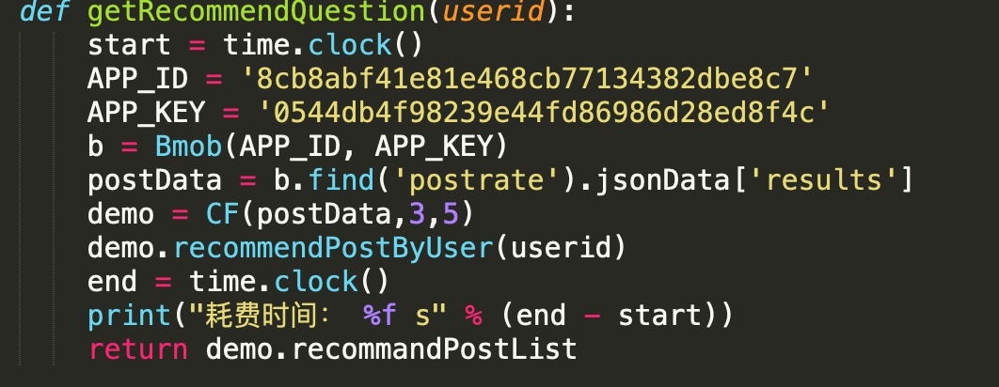 def getRecommendQuestion(userid):
start = time.clock()
APP_ID = '8cb8abf41e81e468cb77134382dbe8c7'
APP_KEY = '0544db4f98239e44fd86986d28ed8f4c'
b = Bmob(APP_ID, APP_KEY)
postData = b.find('postrate').jsonData['results']
demo = CF(postData,3,5)
demo.recommendPostByUser(userid)
end = time.clock()
print("耗费时间： %f s" % (end - start))
return demo.recommandPostList